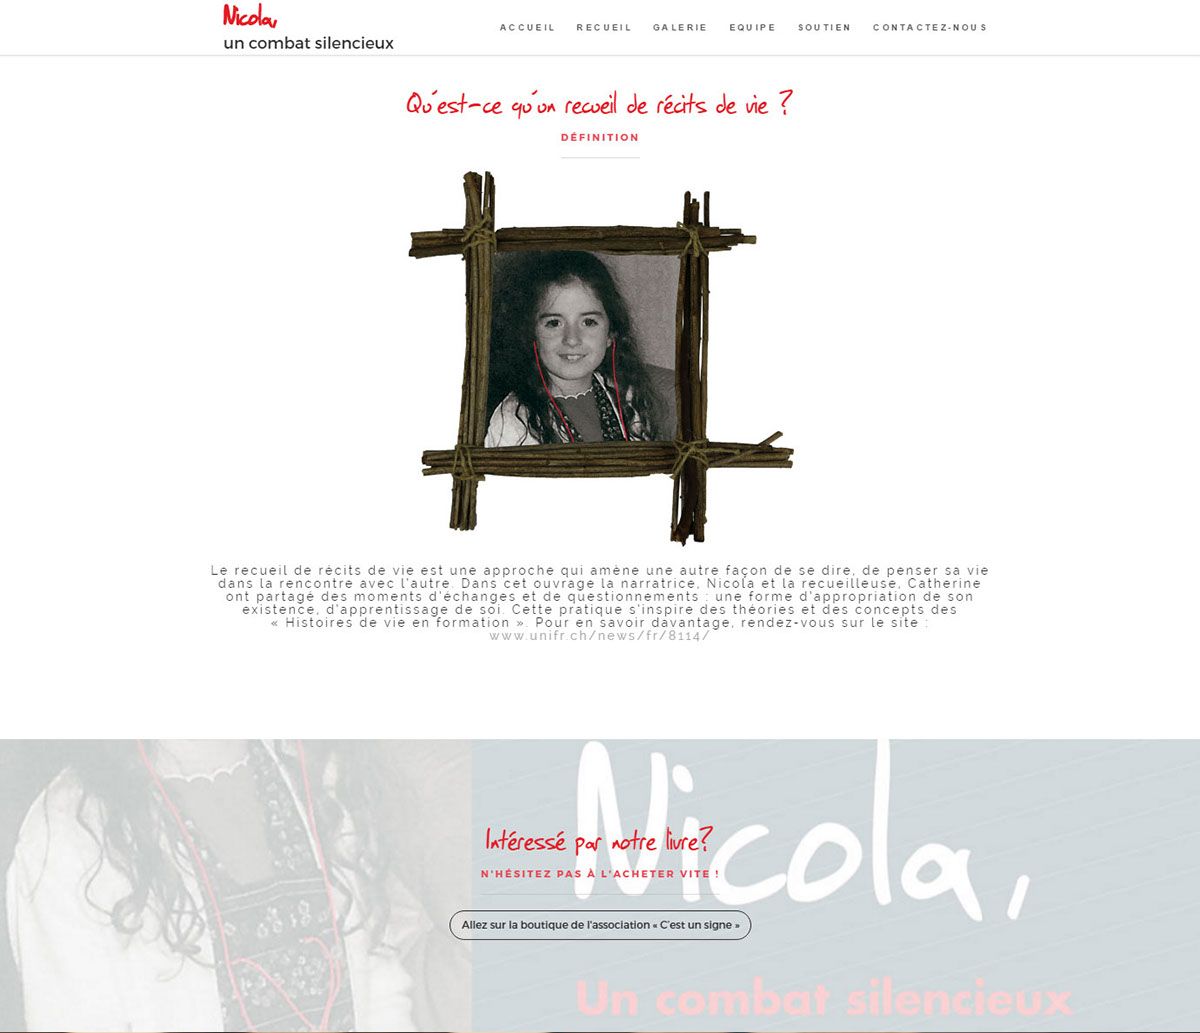 Nicola,
un combat silencieux
ACCUEIL RECUEIL GALERIE EQUIPE SOUTIEN CONTACTEZ-NOUS
Qu'est-ce qu'un recueil de récits de vie ?
DÉFINITION
Le recueil de récits de vie est une approche qui amène une autre façon de se dire, de penser sa vie
dans la rencontre avec l'autre. Dans cet ouvrage la narratrice, Nicola et la recueilleuse, Catherine
ont partagé des moments d'échanges et de questionnements : une forme d'appropriation de son
existence, d'apprentissage de soi. Cette pratique s'inspire des théories et des concepts des
« Histoires de vie en formation ». Pour en savoir davantage, rendez-vous sur le site :
www.unifr.ch/news/fr/8114/
Nicola,
Intéressé par notre livre?
N'HÉSITEZ PAS À L'ACHETER VITE !
Allez sur la boutique de l'association « C'est un signe »
Un combat silencieux